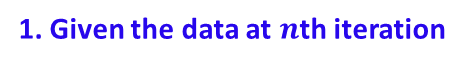 1. Given the data at nth iteration